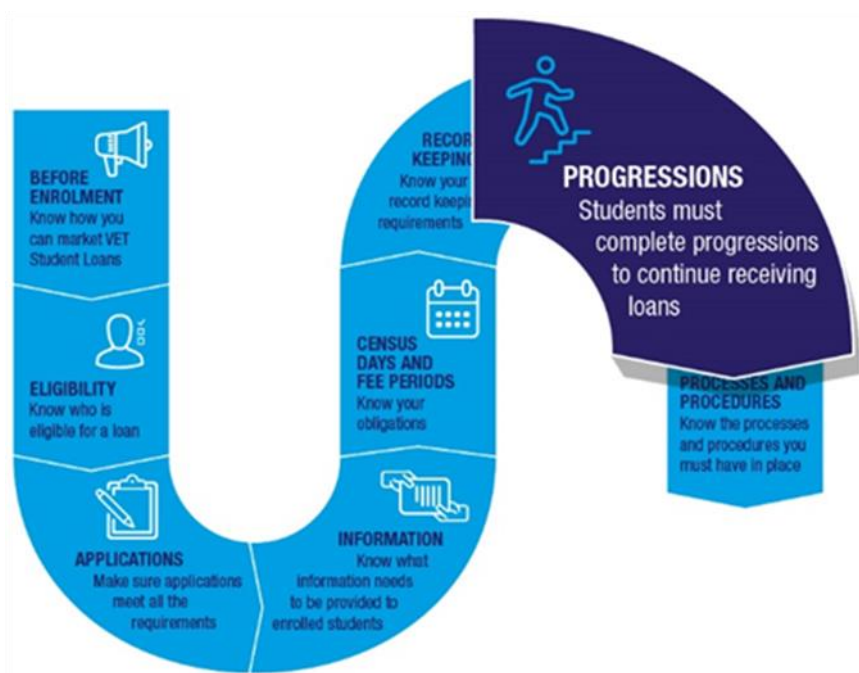 BEFORE
ENROLMENT
Know how you
can market VET
Student Loans
ELIGIBILITY
Know who is
eligible for a loan
APPLICATIONS
Make sure applications
meet all the
requirements
INFORMATION
Know what
information needs
to be provided to
enrolled students
CENSUS
DAYS AND
FEE PERIODS
Know your
obligations
RECOR
KEEPING
Know your
record keeping
requirements
PROGRESSIONS
Students must
complete progressions
to continue receiving
loans
PROCESSES AND
PROCEDURES
Know the processes
and procedures you
must have in place